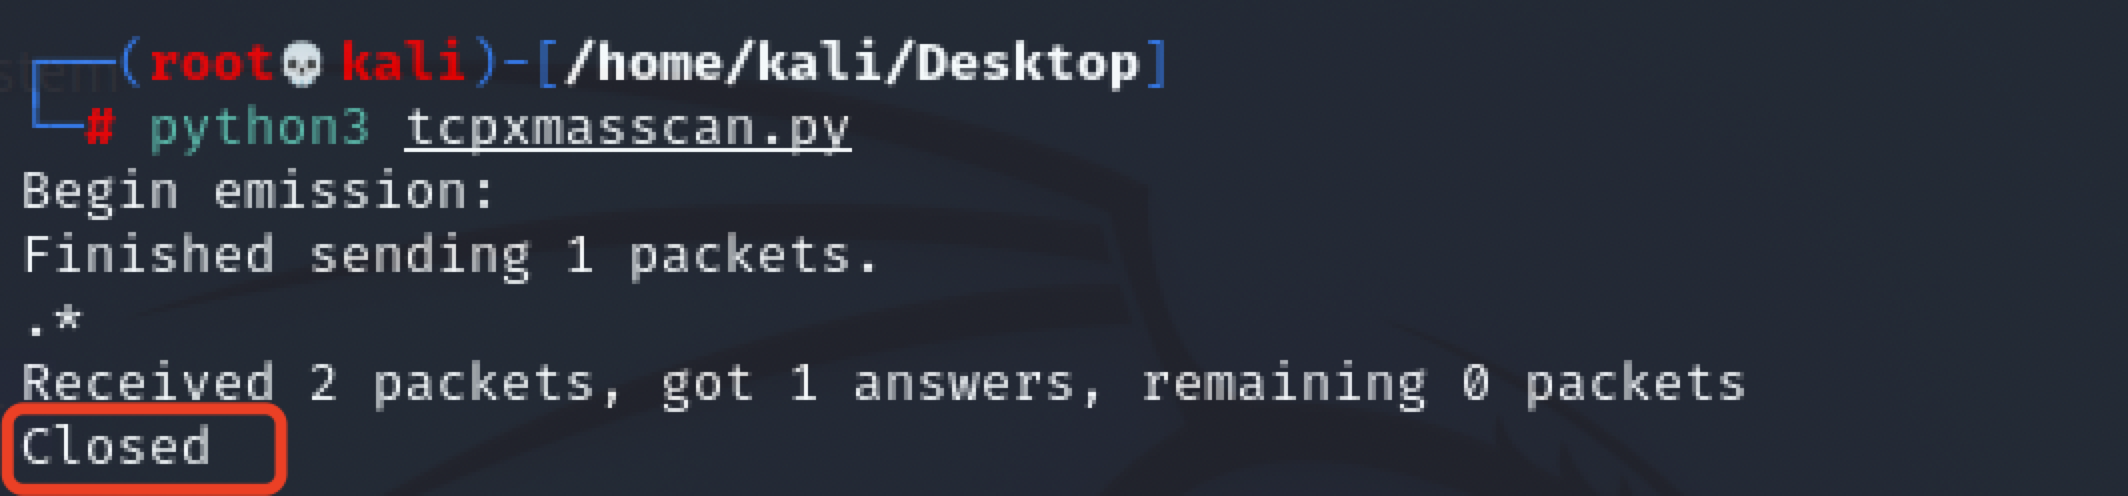 (root💀kali)-[/home/kali/Desktop]
# python3 tcpxmasscan.py
Begin emission:
Finished sending 1 packets.
.*
Received 2 packets, got 1 answers, remaining 0 packets
Closed